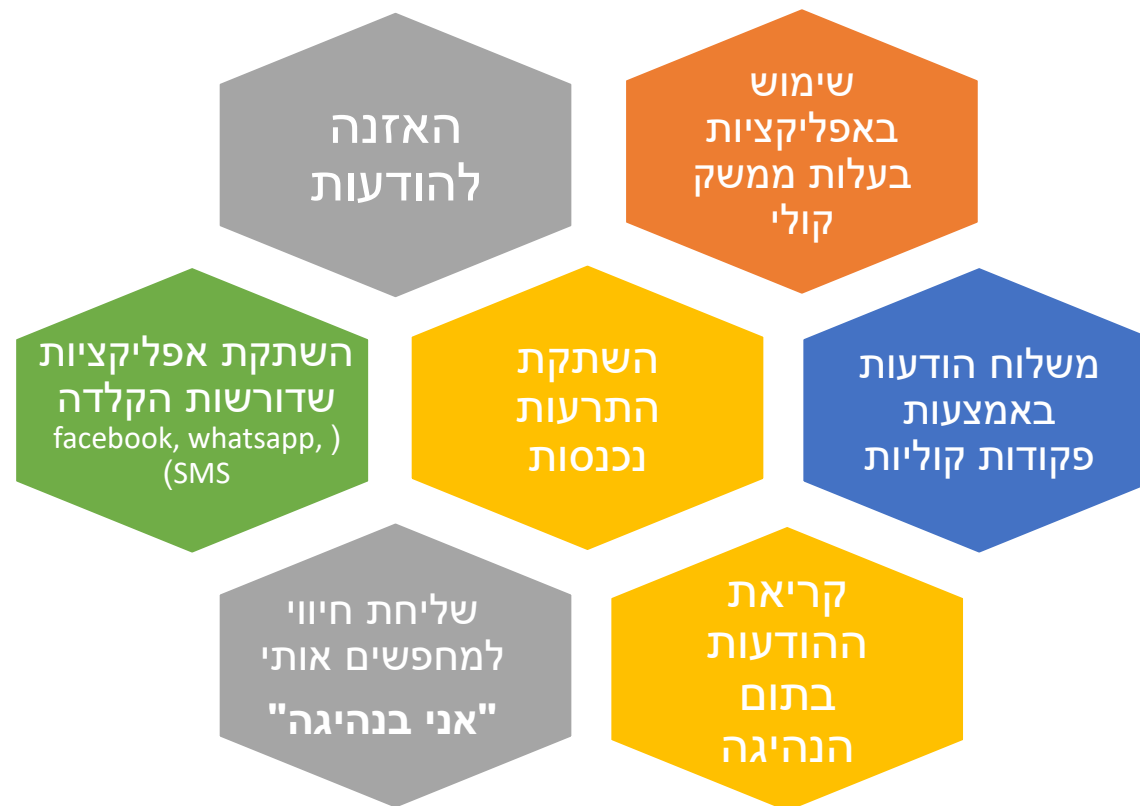 שימוש
באפליקציות
בעלות ממשק
קולי
האזנה
להודעות
משלוח הודעות
באמצעות
פקודות קוליות
השתקת
התרעות
נכנסות
השתקת אפליקציות
שדורשות הקלדה
facebook, whatsapp, )
(SMS
קריאת
ההודעות
בתום
הנהיגה
שליחת חיווי
למחפשים אותי
"אני בנהיגה"